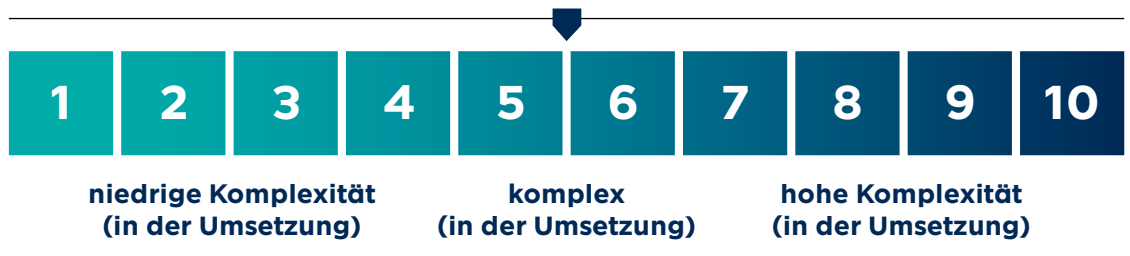 1 2 3 4 5 6 7 8 9 10
niedrige Komplexität
(in der Umsetzung)
komplex
(in der Umsetzung)
hohe Komplexität
(in der Umsetzung)